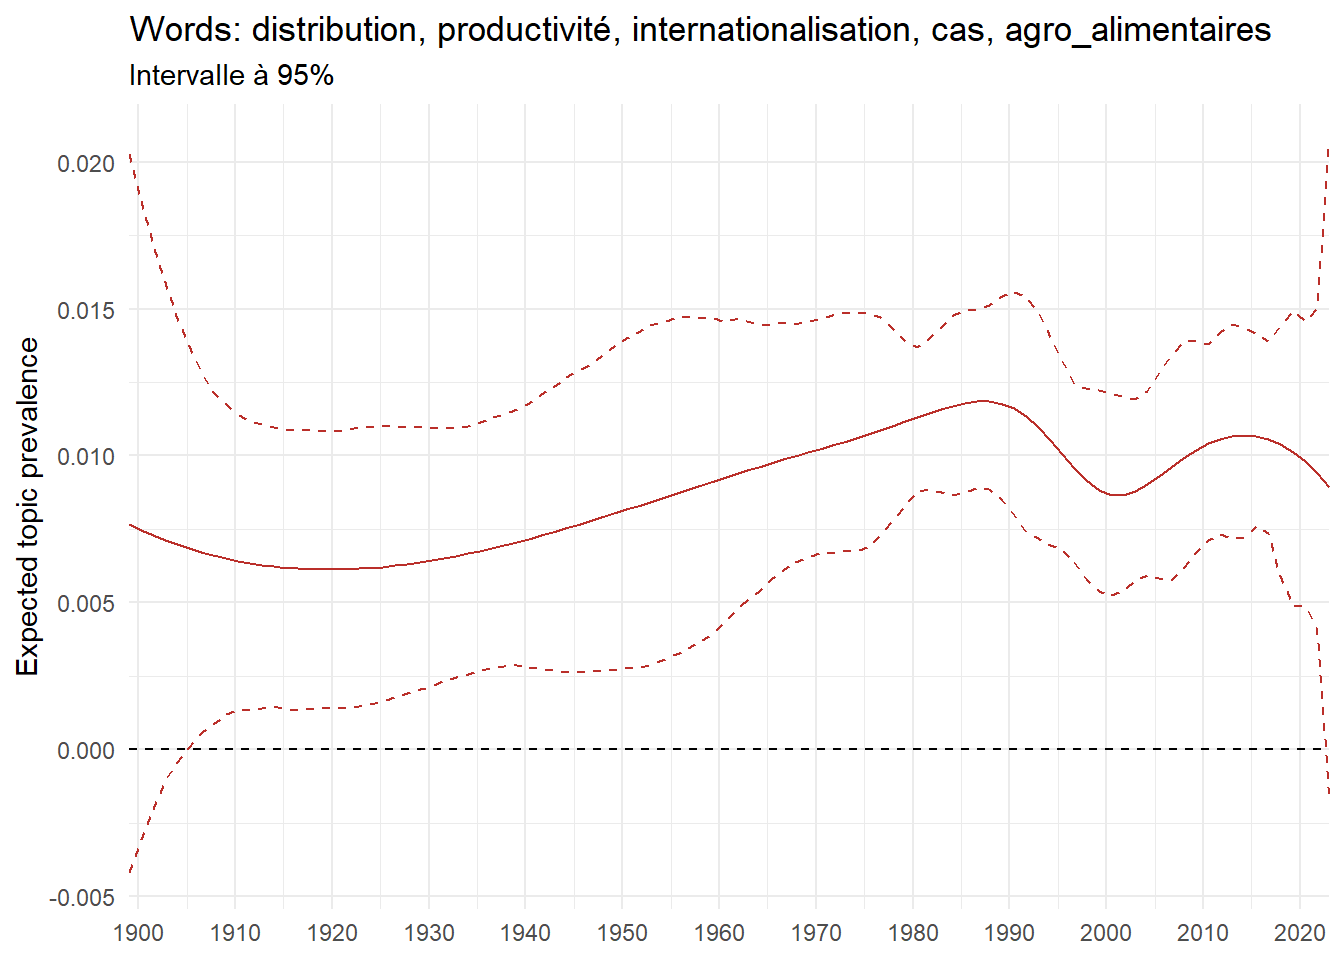 Words: distribution, productivité, internationalisation, cas, agro_alimentaires
Intervalle à 95%
Expected topic prevalence
0.020
0.015
0.010
0.005
0.000
-0.005
1900 1910 1920 1930 1940 1950 1960 1970 1980 1990 2000 2010 2020